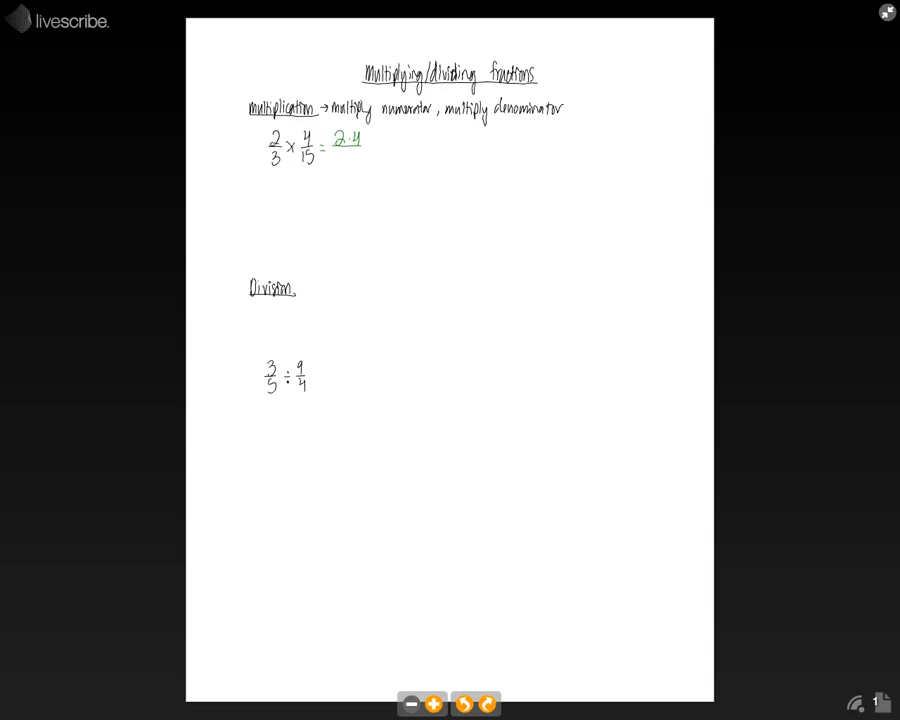 livescribe.
Multiplying/dividing fractions
multiplication → multiply numerator, multiply denominator
2/3 × 4/15 = 2·4
Division
3/5 ÷ 9/4
1